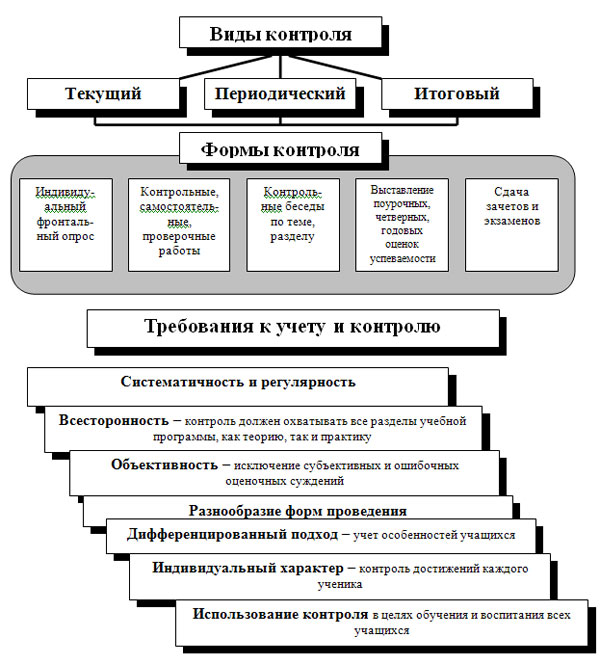 Виды контроля
Текущий
Периодический
Итоговый
Формы контроля
Индивиду-
альный
фронталь-
ный опрос
Контрольные,
самостоятель-
ные,
проверочные
работы
Контроль-
ные беседы
по теме,
разделу
Выставление
поурочных,
четверных,
годовых
оценок
успеваемости
Сдача
зачетов и
экзаменов
Требования к учету и контролю
Систематичность и регулярность
Всесторонность – контроль должен охватывать все разделы учебной
программы, как теорию, так и практику
Объективность – исключение субъективных и ошибочных
оценочных суждений
Разнообразие форм проведения
Дифференцированный подход – учет особенностей учащихся
Индивидуальный характер – контроль достижений каждого
ученика
Использование контроля в целях обучения и воспитания всех
учащихся